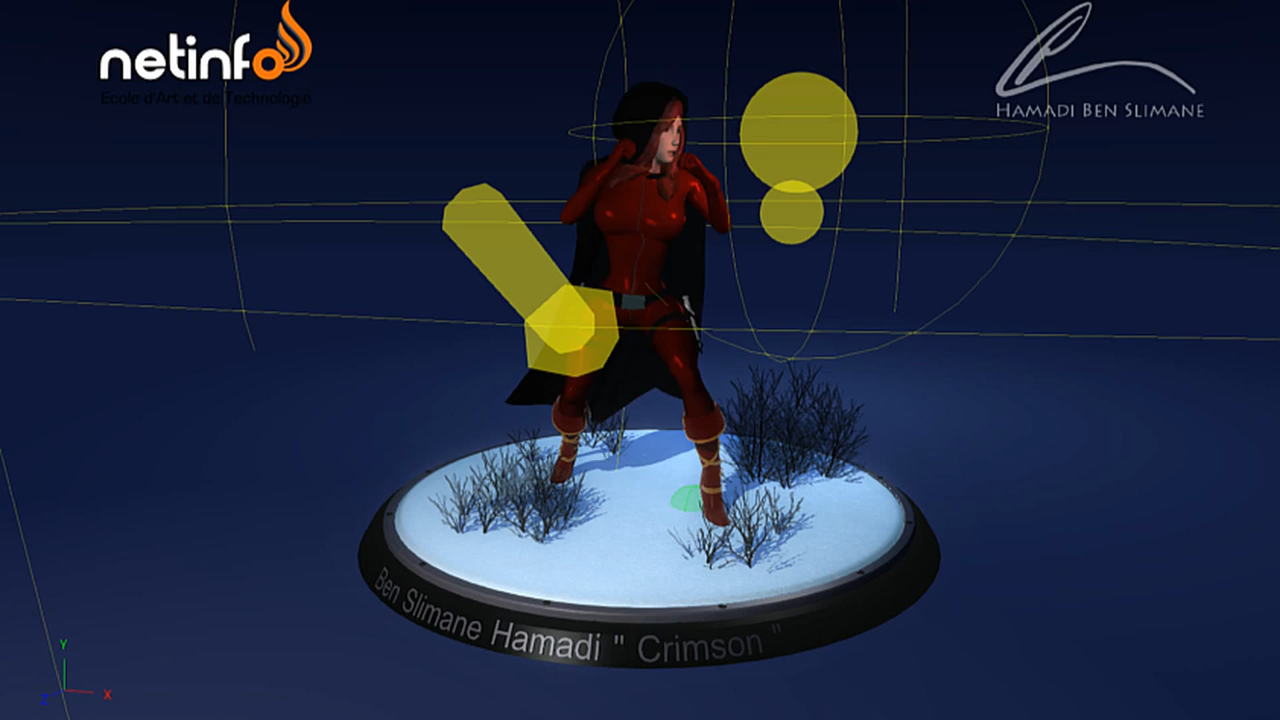 netinfo
Ecole d'Art et de Technologie
HAMADI BEN SLIMANE
Ben Slimane Hamadi " Crimson "
Y
Z
X